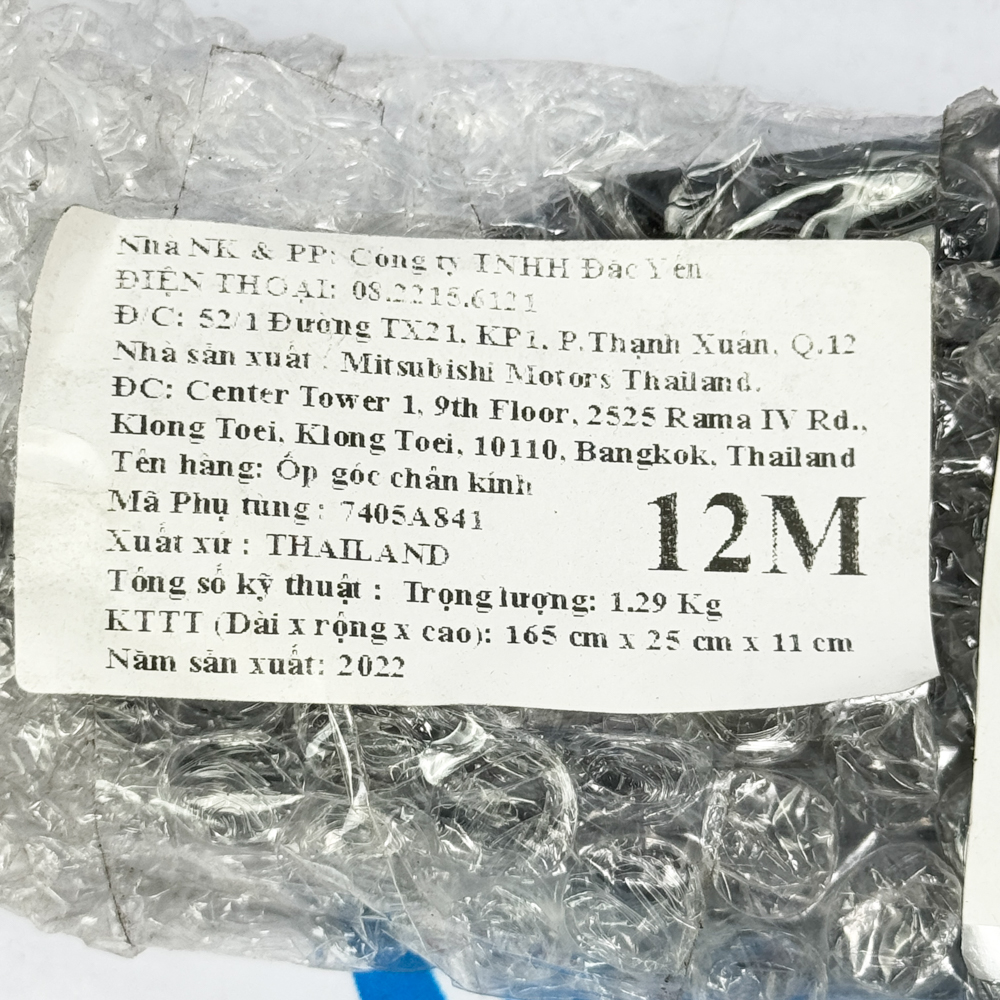 Nhà NK & PP: Công ty TNHH Đắc Yến
ĐIỆN THOẠI: 08.2215.6121
Đ/C: 52/1 Đường TX21, KP1, P.Thạnh Xuân, Q.12
Nhà sản xuất : Mitsubishi Motors Thailand.
ĐC: Center Tower 1, 9th Floor, 2525 Rama IV Rd.,
Klong Toei, Klong Toei, 10110, Bangkok, Thailand
Tên hàng: Ốp góc chắn kính
Mã Phụ tùng : 7405A841
12M
Xuất xứ : THAILAND
Tổng số kỹ thuật : Trọng lượng: 1.29 Kg
KTTT (Dài x rộng x cao): 165 cm x 25 cm x 11 cm
Năm sản xuất: 2022